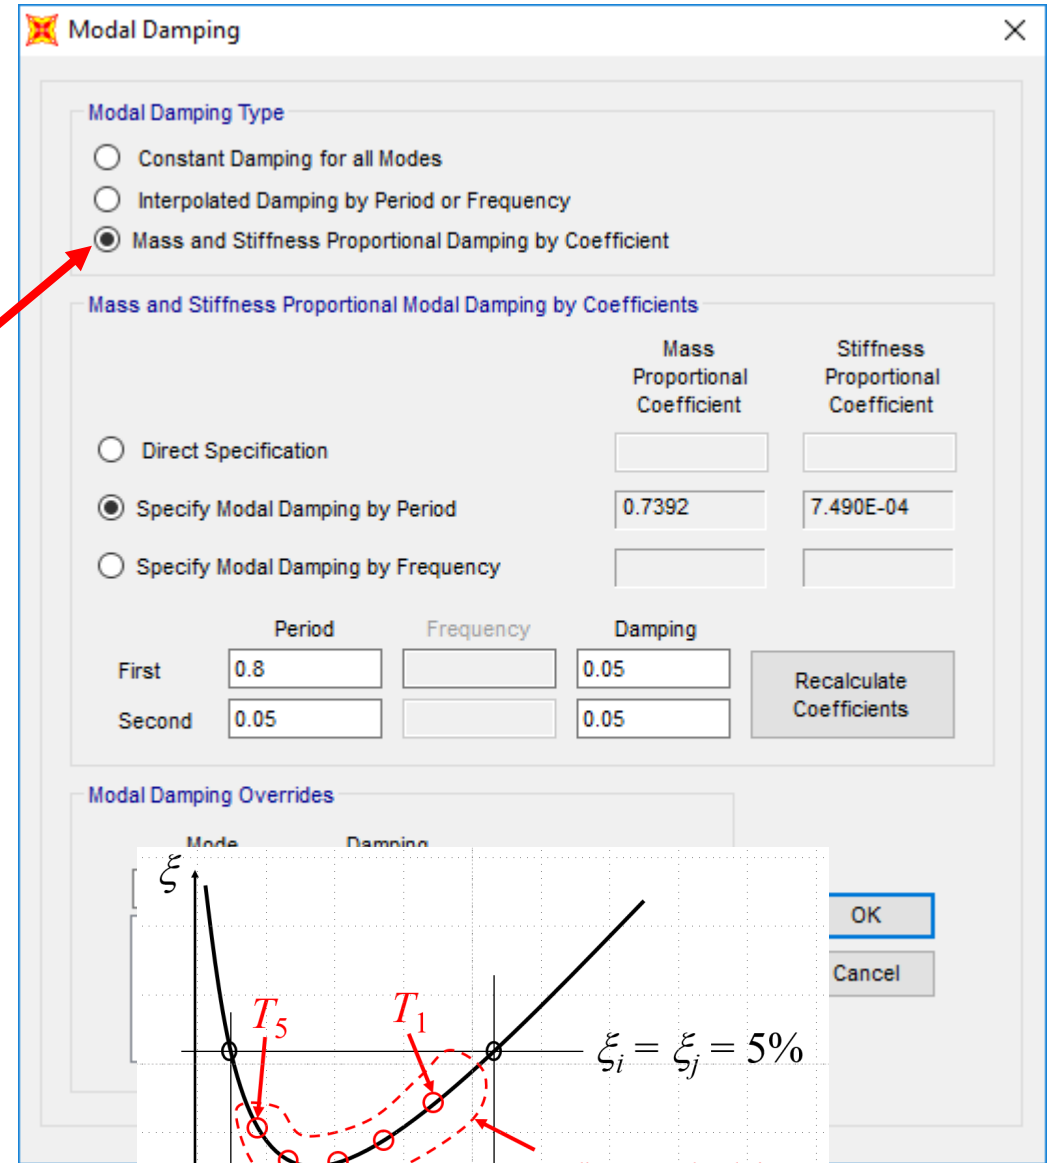 Modal Damping
Modal Damping Type
Constant Damping for all Modes
Interpolated Damping by Period or Frequency
Mass and Stiffness Proportional Damping by Coefficient
Mass and Stiffness Proportional Modal Damping by Coefficients
Mass Proportional Coefficient
Stiffness Proportional Coefficient
Direct Specification
Specify Modal Damping by Period 0.7392 7.490E-04
Specify Modal Damping by Frequency
Period Frequency Damping
First 0.8 0.05
Second 0.05 0.05
Recalculate Coefficients
Modal Damping Overrides
Mode Damping
OK
Cancel
ξ
T5
T1
ξi = ξj = 5%